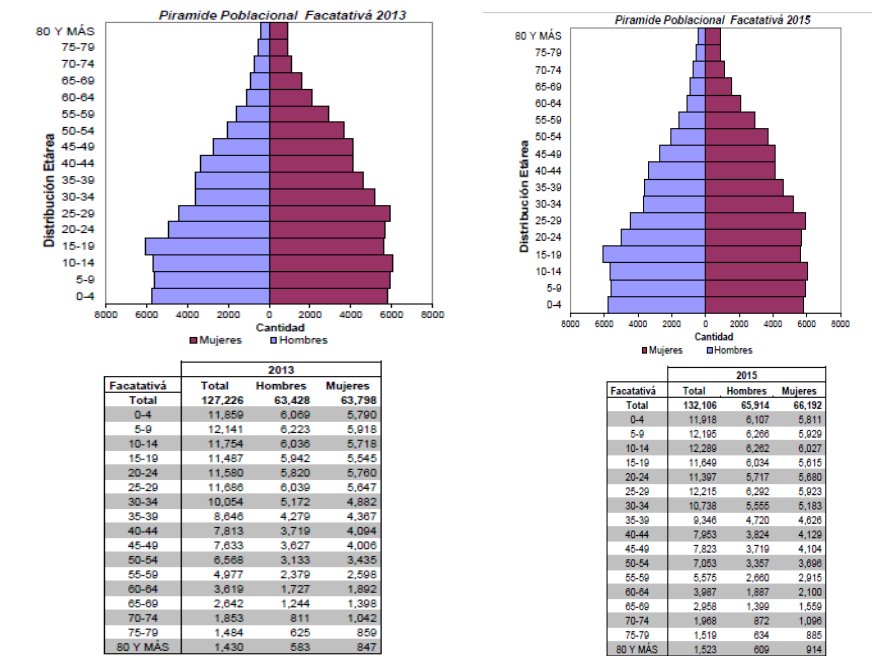 Piramide Poblacional Facatativá 2013
80 Y MÁS
75-79
70-74
65-69
60-64
55-59
50-54
45-49
40-44
35-39
30-34
25-29
20-24
15-19
10-14
5-9
0-4
Distribución Etárea
8000 6000 4000 2000 0 2000 4000 6000 8000
Cantidad
Mujeres Hombres
2013
Facatativá Total Hombres Mujeres
Total 127,226 63,428 63,798
0-4 11,859 6,069 5,790
5-9 12,141 6,223 5,918
10-14 11,754 6,036 5,718
15-19 11,487 5,942 5,545
20-24 11,580 5,820 5,760
25-29 11,686 6,039 5,647
30-34 10,054 5,172 4,882
35-39 8,646 4,279 4,367
40-44 7,813 3,719 4,094
45-49 7,633 3,627 4,006
50-54 6,568 3,133 3,435
55-59 4,977 2,379 2,598
60-64 3,619 1,727 1,892
65-69 2,642 1,244 1,398
70-74 1,853 811 1,042
75-79 1,484 625 859
80 Y MÁS 1,430 583 847
Piramide Poblacional Facatativá 2015
80 Y MÁS
75-79
70-74
65-69
60-64
55-59
50-54
45-49
40-44
35-39
30-34
25-29
20-24
15-19
10-14
5-9
0-4
Distribución Etárea
8000 6000 4000 2000 0 2000 4000 6000 8000
Cantidad
Mujeres Hombres
2015
Facatativá Total Hombres Mujeres
Total 132,106 65,914 66,192
0-4 11,918 6,107 5,811
5-9 12,195 6,266 5,929
10-14 12,289 6,262 6,027
15-19 11,649 6,034 5,615
20-24 11,397 5,717 5,680
25-29 12,215 6,292 5,923
30-34 10,738 5,555 5,183
35-39 9,346 4,720 4,626
40-44 7,953 3,824 4,129
45-49 7,823 3,719 4,104
50-54 7,053 3,357 3,696
55-59 5,575 2,660 2,915
60-64 3,987 1,887 2,100
65-69 2,958 1,399 1,559
70-74 1,968 872 1,096
75-79 1,519 634 885
80 Y MÁS 1,523 609 914